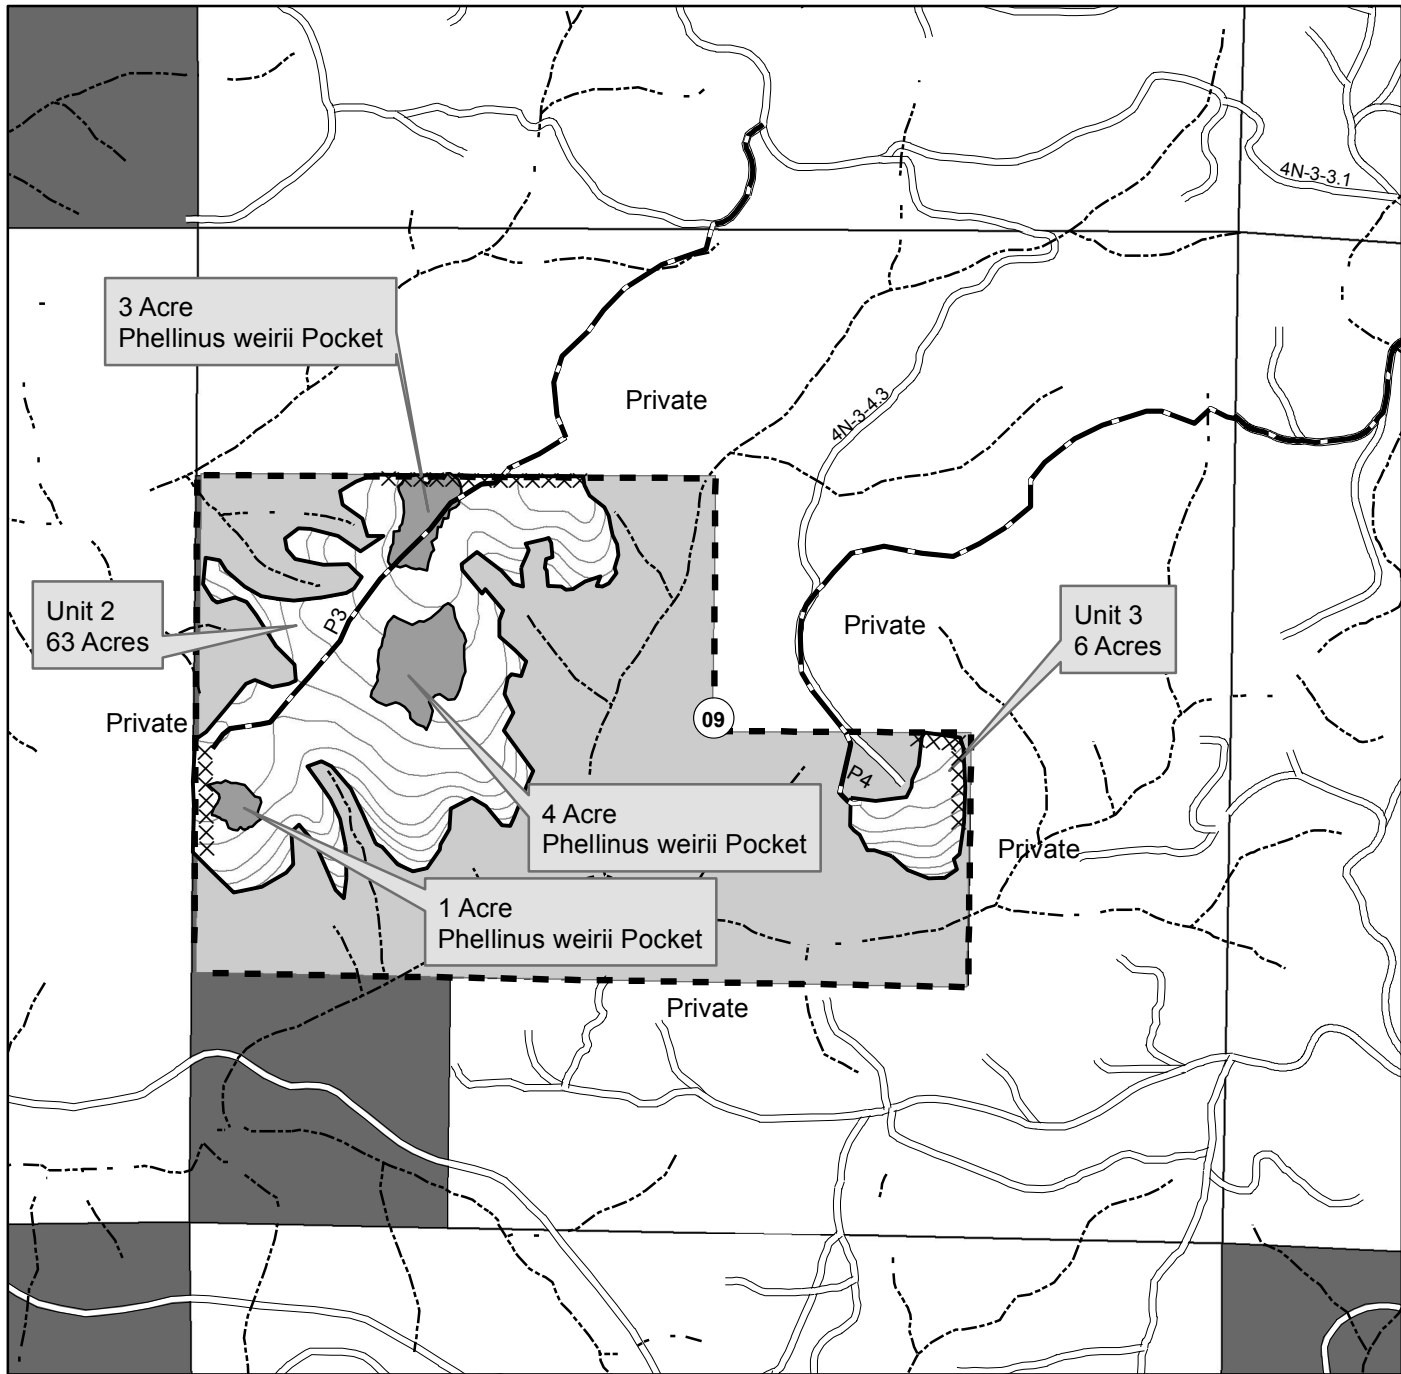 4N-3-3.1
3 Acre
Phellinus weirii Pocket
Private
4N-3-4.3
Unit 2
63 Acres
P3
Private
Unit 3
6 Acres
Private
09
P4
4 Acre
Phellinus weirii Pocket
Private
1 Acre
Phellinus weirii Pocket
Private